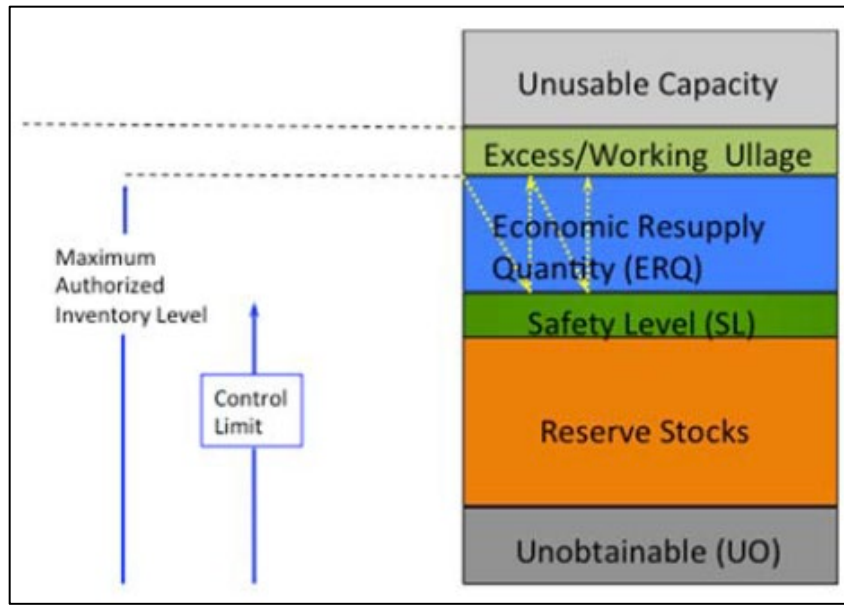 Unusable Capacity
Excess/Working Ullage
Economic Resupply
Quantity (ERQ)
Safety Level (SL)
Reserve Stocks
Unobtainable (UO)
Maximum
Authorized
Inventory Level
Control
Limit